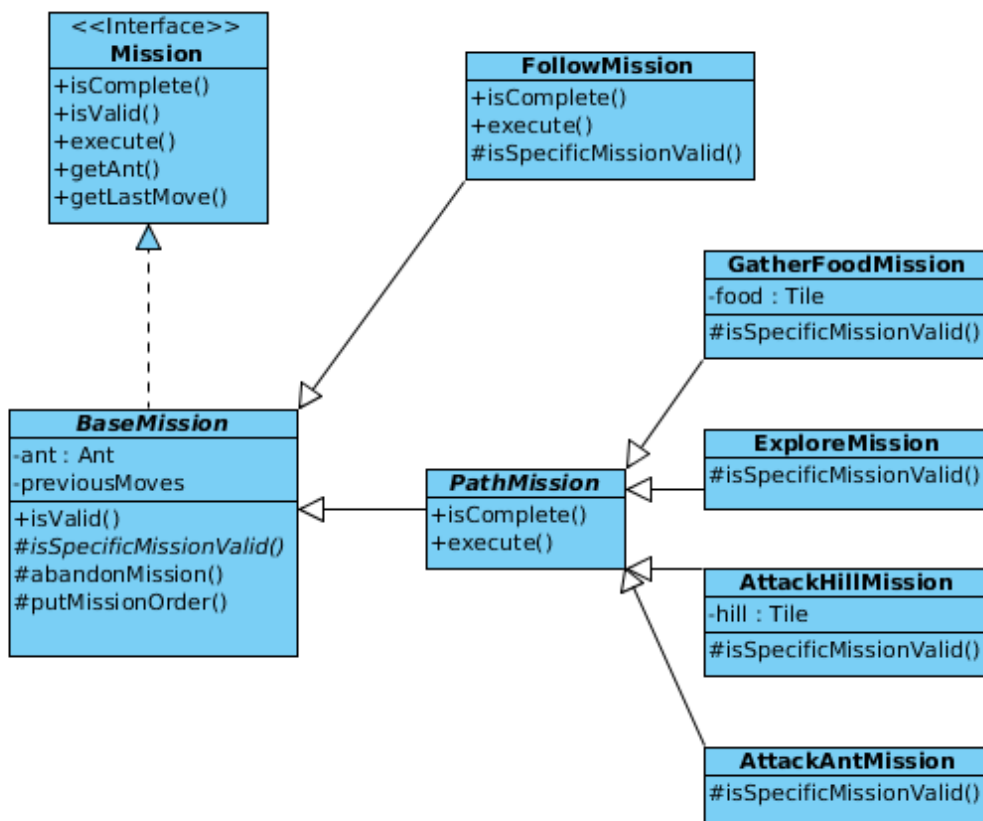 <<Interface>>
Mission
+isComplete()
+isValid()
+execute()
+getAnt()
+getLastMove()
FollowMission
+isComplete()
+execute()
#isSpecificMissionValid()
GatherFoodMission
-food : Tile
#isSpecificMissionValid()
BaseMission
-ant : Ant
-previousMoves
+isValid()
#isSpecificMissionValid()
#abandonMission()
#putMissionOrder()
PathMission
+isComplete()
+execute()
ExploreMission
#isSpecificMissionValid()
AttackHillMission
-hill : Tile
#isSpecificMissionValid()
AttackAntMission
#isSpecificMissionValid()